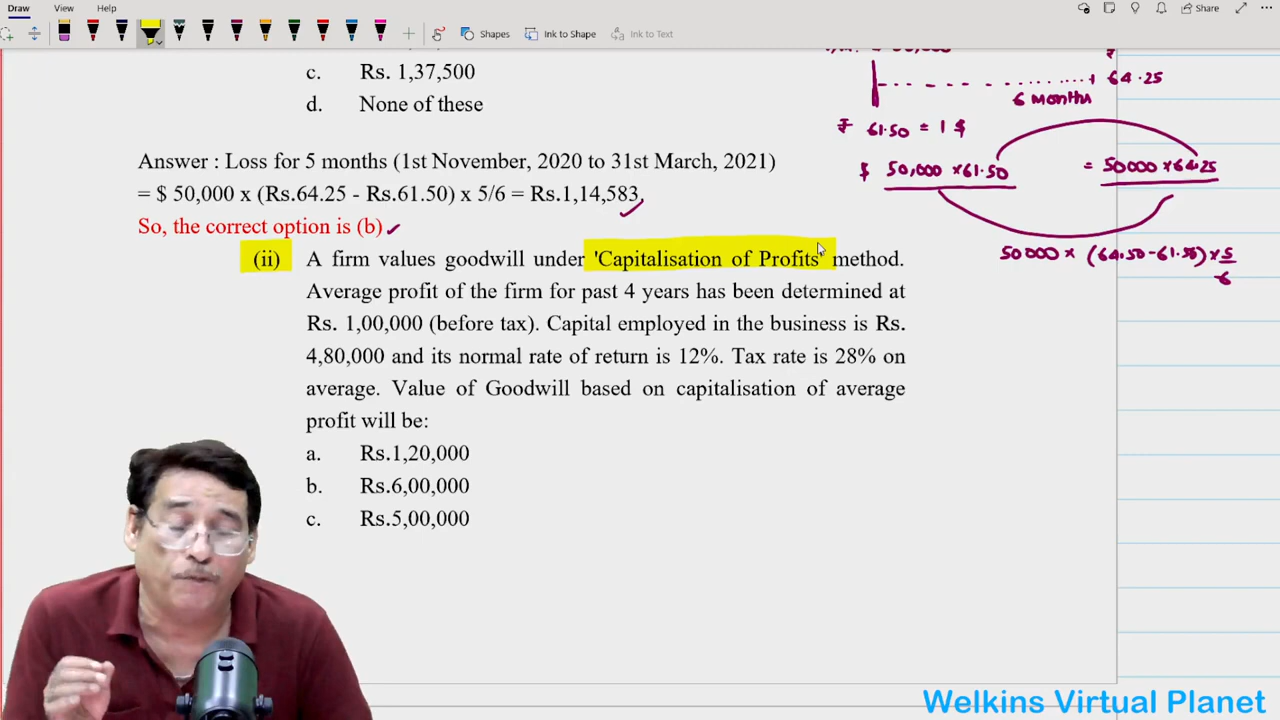 Draw View Help Share
Shapes Ink to Shape Ink to Text
c. Rs. 1,37,500
d. None of these
64.25
6 Months
₹ 61.50 = 1 $
$ 50,000 ×61.50 = 50000 ×64.25
Answer : Loss for 5 months (1st November, 2020 to 31st March, 2021)
= $ 50,000 x (Rs.64.25 - Rs.61.50) x 5/6 = Rs.1,14,583,
So, the correct option is (b)
50000 × (64.50-61.50) × 5
6
(ii) A firm values goodwill under 'Capitalisation of Profits' method.
Average profit of the firm for past 4 years has been determined at
Rs. 1,00,000 (before tax). Capital employed in the business is Rs.
4,80,000 and its normal rate of return is 12%. Tax rate is 28% on
average. Value of Goodwill based on capitalisation of average
profit will be:
a. Rs.1,20,000
b. Rs.6,00,000
c. Rs.5,00,000
Welkins Virtual Planet